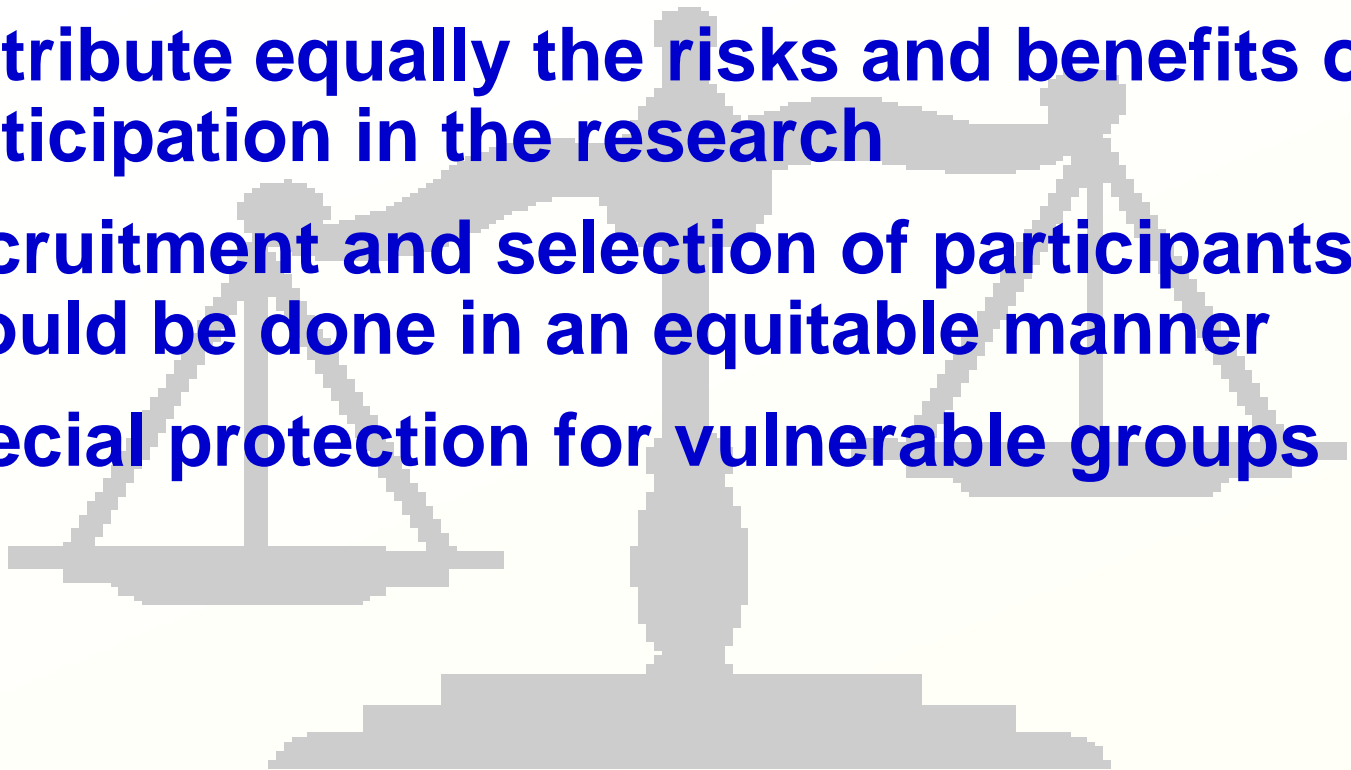 tribute equally the risks and benefits o
ticipation in the research
cruitment and selection of participants
ould be done in an equitable manner
ecial protection for vulnerable groups